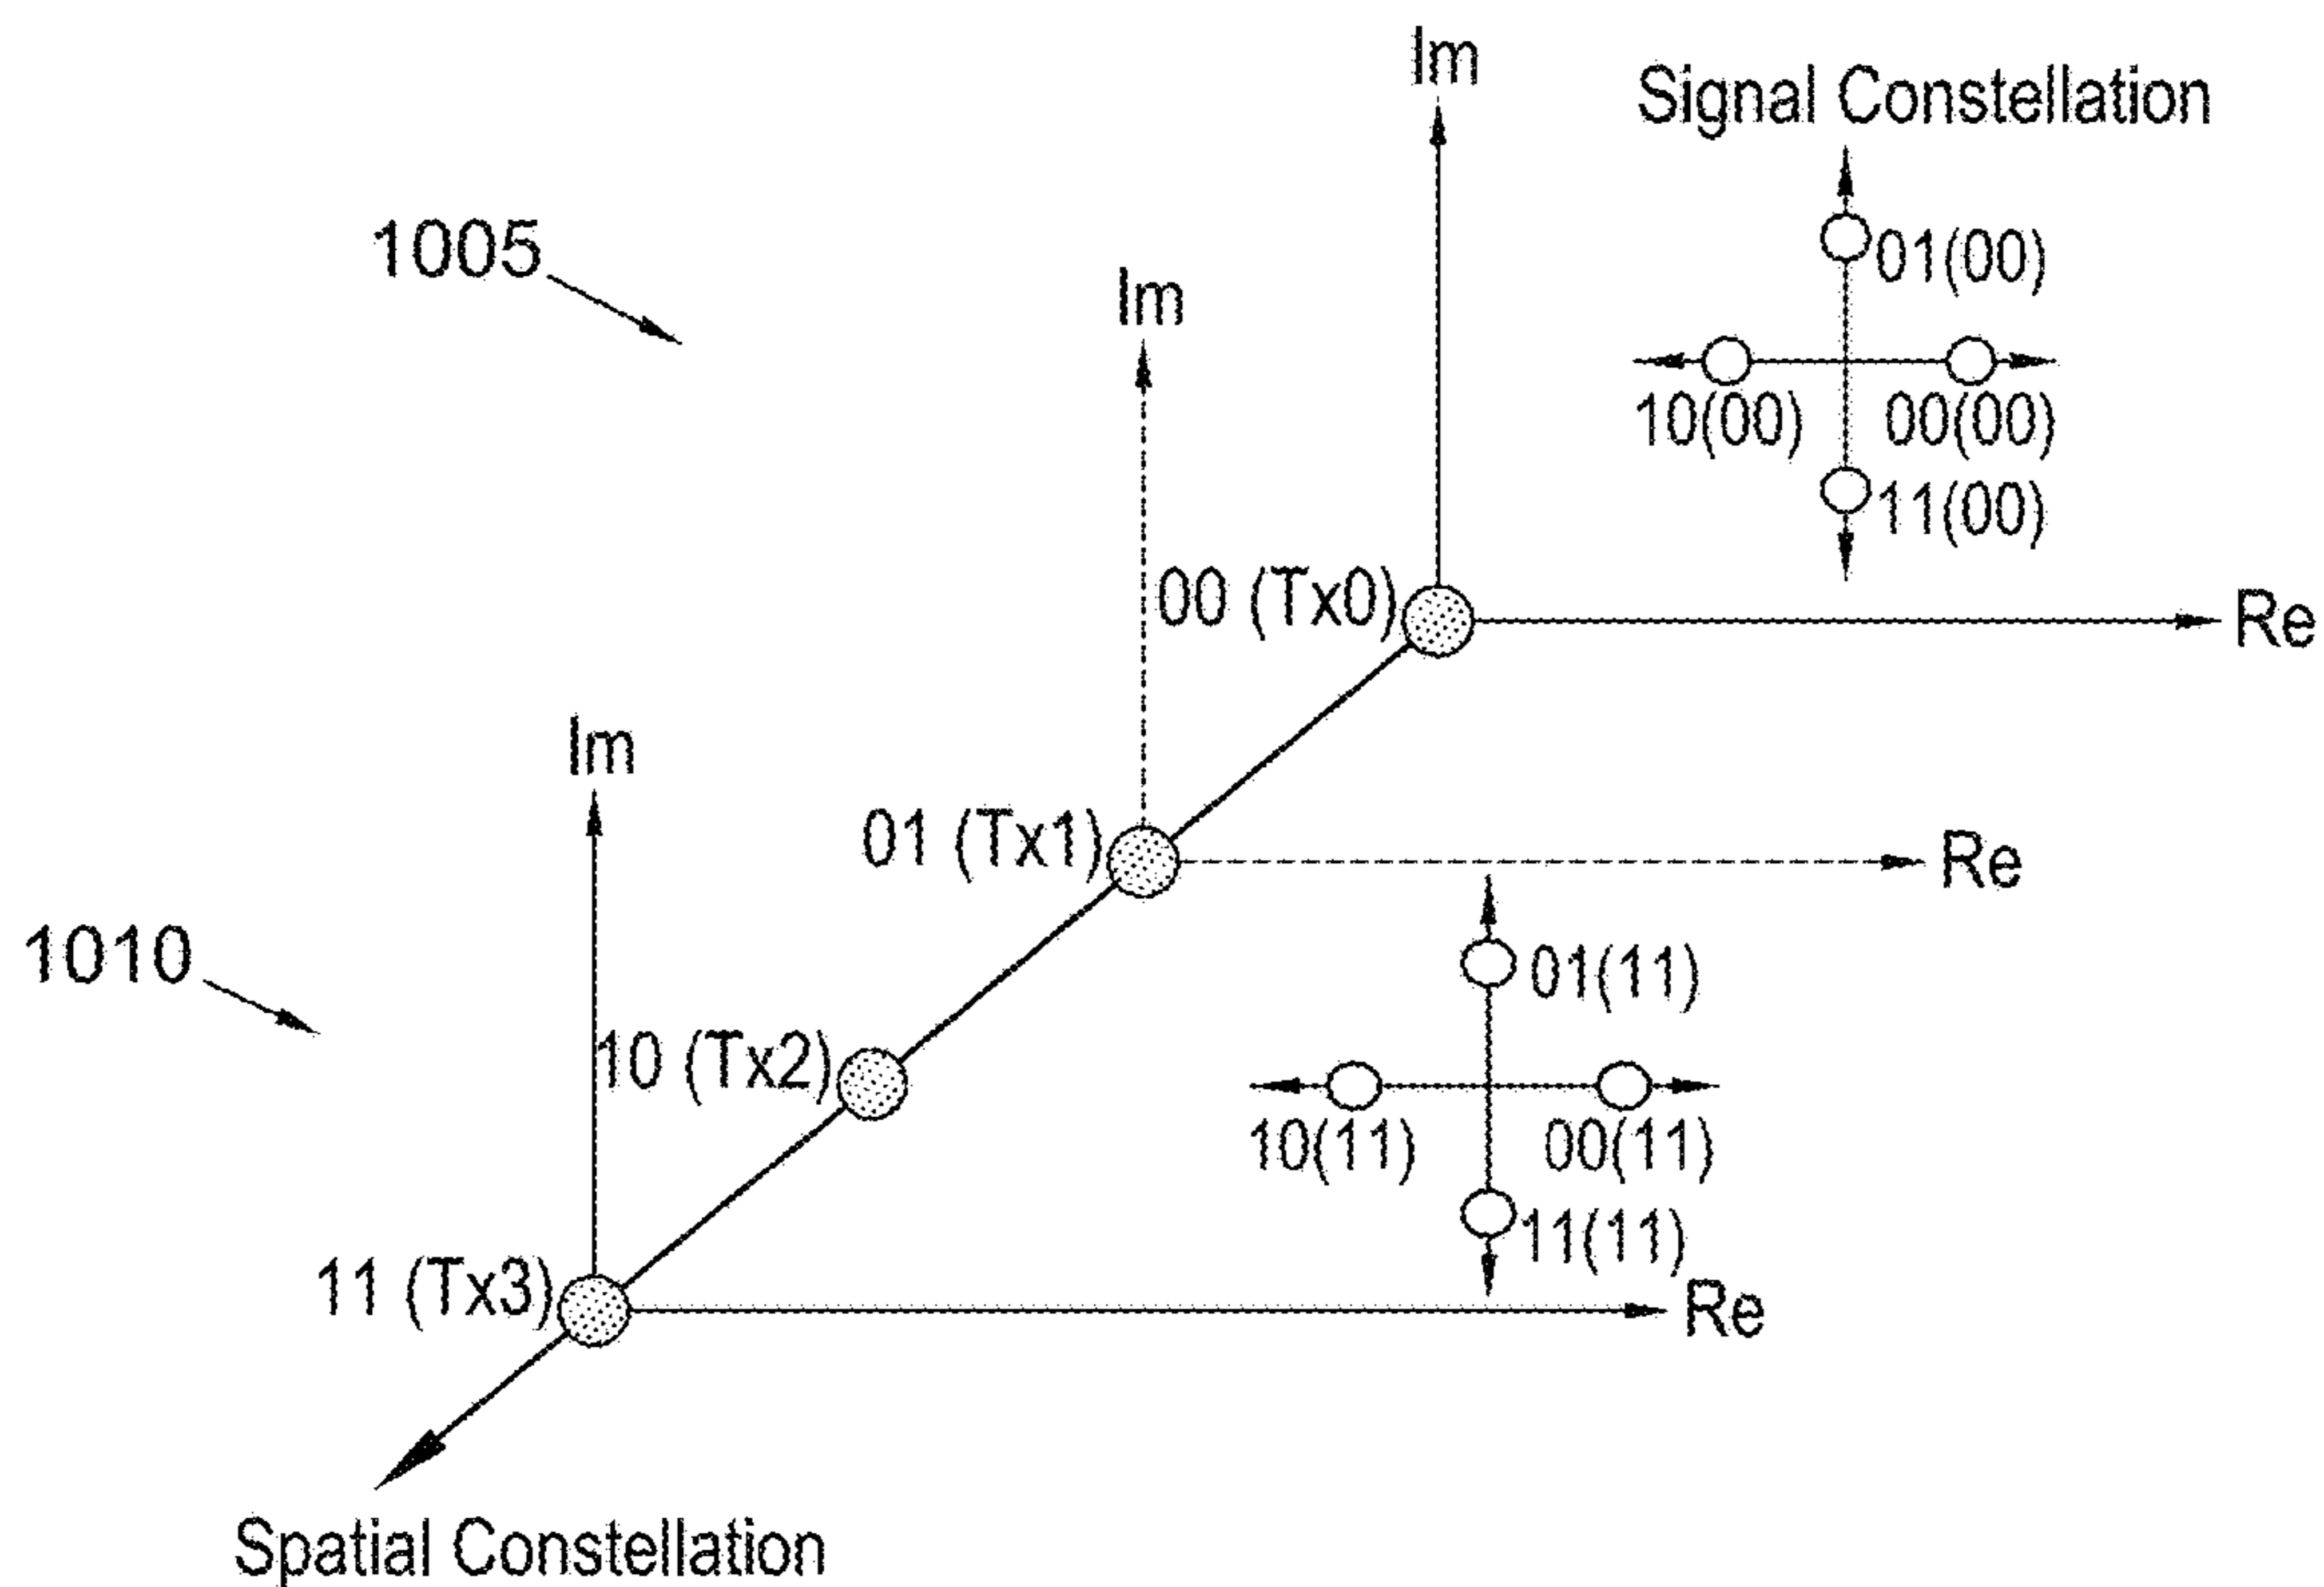 Im
Signal Constellation
1005
01(00)
Im
10(00)
00(00)
11(00)
00 (Tx0)
Re
Im
01 (Tx1)
Re
1010
01(11)
10 (Tx2)
10(11)
00(11)
11(11)
11 (Tx3)
Re
Spatial Constellation